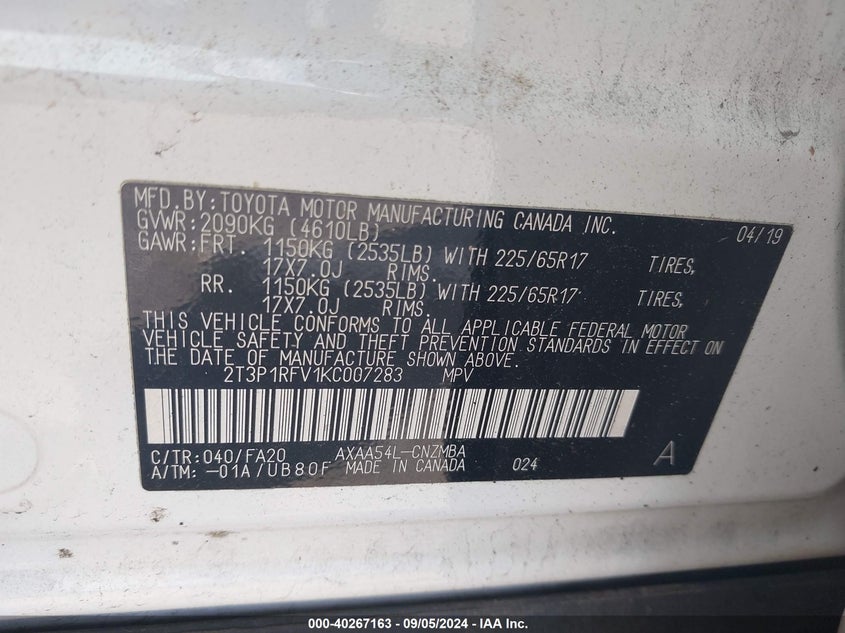 MFD. BY: TOYOTA MOTOR MANUFACTURING CANADA INC.
GVWR: 2090KG (4610LB) 04/19
GAWR: FRT. 1150KG (2535LB) WITH 225/65R17 TIRES,
17X7.0J RIMS.
RR. 1150KG (2535LB) WITH 225/65R17 TIRES,
17X7.0J RIMS.
THIS VEHICLE CONFORMS TO ALL APPLICABLE FEDERAL MOTOR
VEHICLE SAFETY AND THEFT PREVENTION STANDARDS IN EFFECT ON
THE DATE OF MANUFACTURE SHOWN ABOVE.
2T3P1RFV1KC007283 MPV
C/TR: 040/FA20 AXAA54L-CNZMBA
A/TM: -01A/UB80F MADE IN CANADA 024 A
000-40267163 - 09/05/2024 - IAA Inc.